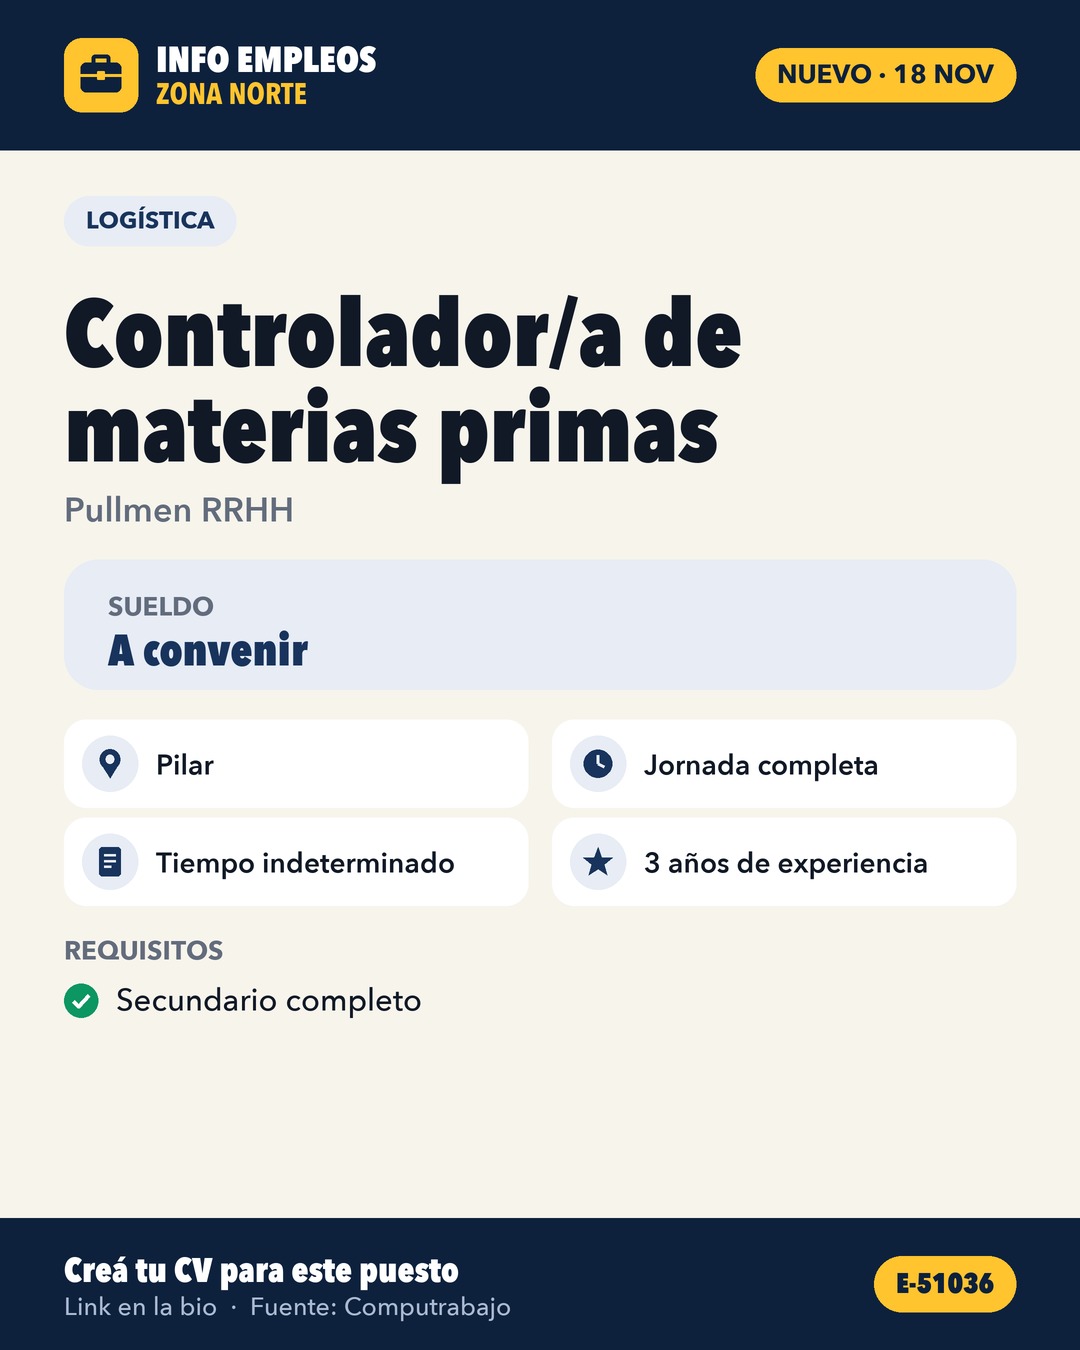 INFO EMPLEOS
ZONA NORTE
NUEVO · 18 NOV
LOGÍSTICA
Controlador/a de
materias primas
Pullmen RRHH
SUELDO
A convenir
Pilar
Jornada completa
Tiempo indeterminado
3 años de experiencia
REQUISITOS
Secundario completo
Creá tu CV para este puesto
Link en la bio · Fuente: Computrabajo
E-51036